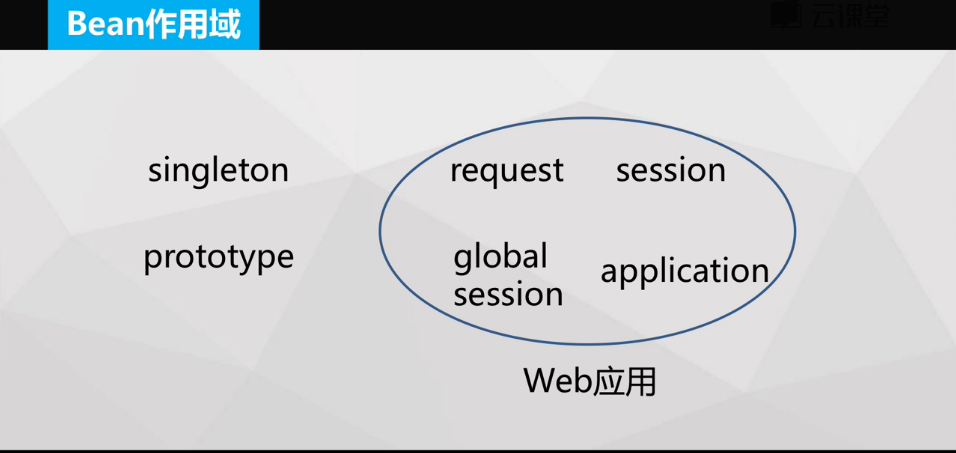 Bean作用域
云课堂
singleton
request
session
prototype
global
session
application
Web应用